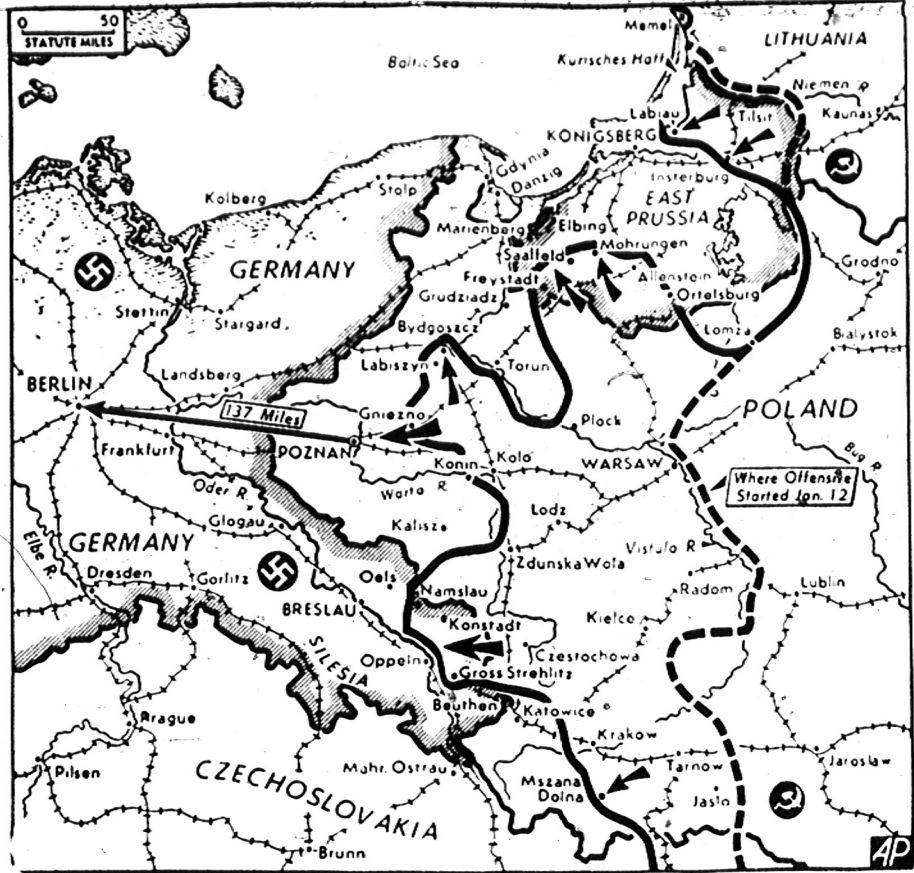 0 50
STATUTE MILES
Memel
LITHUANIA
Baltic Sea
Kurisches Haff
Niemen R
Labiau
Tilsit
Kaunas
KÖNIGSBERG
Gdynia
Danzig
Insterburg
Kolberg
Stolp
EAST
PRUSSIA
Marienberg
Elbing
Mohrungen
Saalfeld
GERMANY
Freystadt
Allenstein
Grodno
Grudziadz
Ortelsburg
Stettin
Stargard
Bydgoszcz
Lomza
Bialystok
Labiszyn
Torun
BERLIN
Landsberg
137 Miles
Gniezno
Plock
POLAND
Frankfurt
POZNAN
Konin
Kolo
WARSAW
Bug R
Where Offensive
Started Jan. 12
Oder R.
Warta R
Glogau
Kalisz
Lodz
Elbe R.
GERMANY
Vistula R
Zdunska Wola
Dresden
Gorlitz
Oels
Namslau
Radom
Lublin
BRESLAU
Konstadt
Kielce
SILESIA
Oppeln
Czestochowa
Gross Strehlitz
Beuthen
Katowice
Prague
Krakow
Pilsen
CZECHOSLOVAKIA
Mahr. Ostrau
Mszana
Dolna
Tarnow
Jaroslaw
Jaslo
Brunn
AP